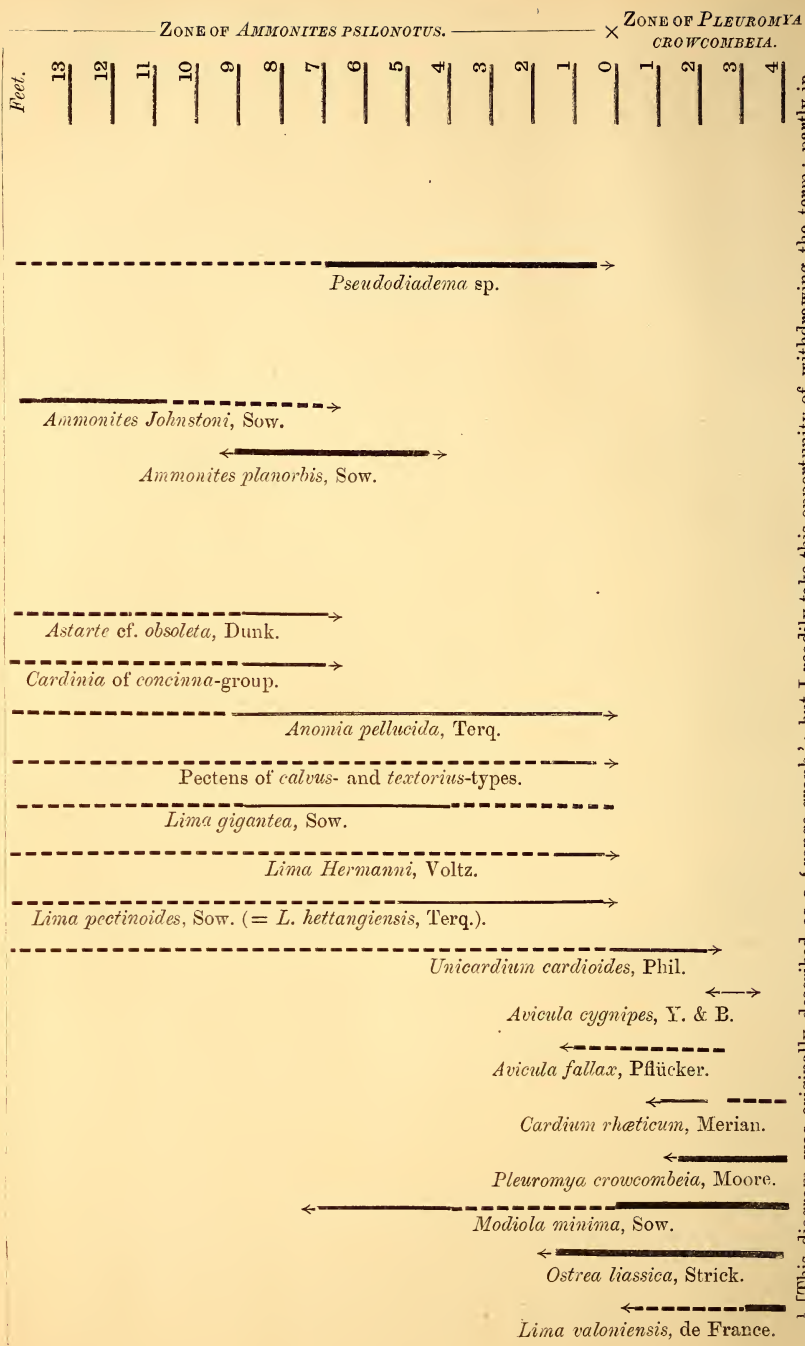 ZONE OF AMMONITES PSILONOTUS.
× ZONE OF PLEUROMYA
CROWCOMBEIA.
Feet. 13 12 11 10 9 8 7 6 5 4 3 2 1 0 1 2 3 4
Pseudodiadema sp.
Ammonites Johnstoni, Sow.
Ammonites planorbis, Sow.
Astarte cf. obsoleta, Dunk.
Cardinia of concinna-group.
Anomia pellucida, Terq.
Pectens of calvus- and textorius-types.
Lima gigantea, Sow.
Lima Hermanni, Voltz.
Lima pectinoides, Sow. (= L. hettangiensis, Terq.).
Unicardium cardioides, Phil.
Avicula cygnipes, Y. & B.
Avicula fallax, Pflücker.
Cardium rhæticum, Merian.
Pleuromya crowcombeia, Moore.
Modiola minima, Sow.
Ostrea liassica, Strick.
Lima valoniensis, de France.